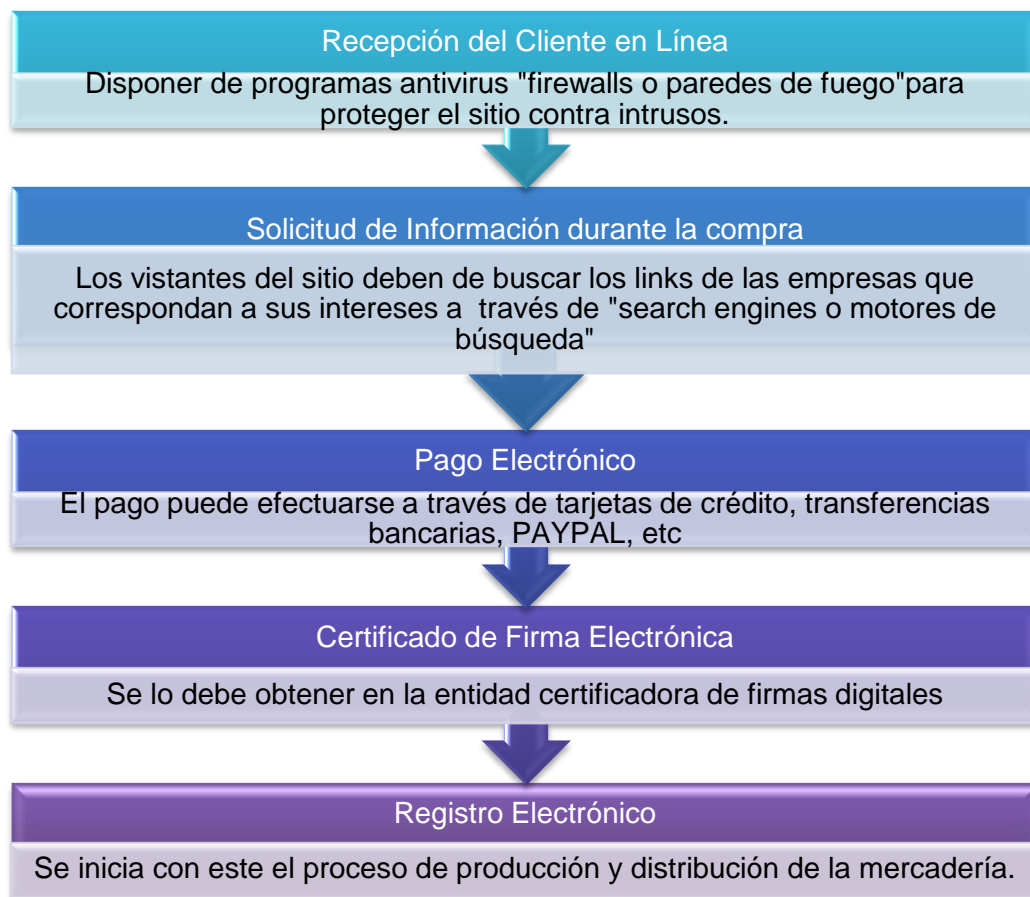 Recepción del Cliente en Línea
Disponer de programas antivirus "firewalls o paredes de fuego"para
proteger el sitio contra intrusos.
Solicitud de Información durante la compra
Los vistantes del sitio deben de buscar los links de las empresas que
correspondan a sus intereses a  través de "search engines o motores de
búsqueda"
Pago Electrónico
El pago puede efectuarse a través de tarjetas de crédito, transferencias
bancarias, PAYPAL, etc
Certificado de Firma Electrónica
Se lo debe obtener en la entidad certificadora de firmas digitales
Registro Electrónico
Se inicia con este el proceso de producción y distribución de la mercadería.